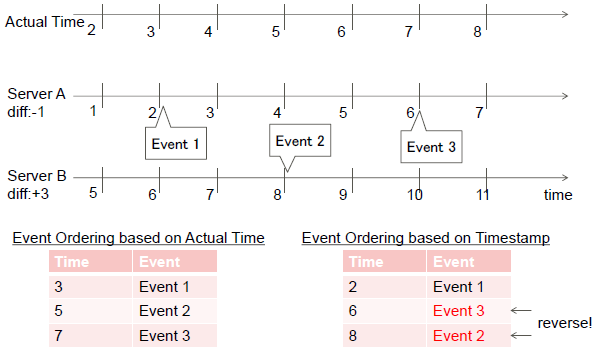 Actual Time
2 3 4 5 6 7 8
Server A
diff:-1
1 2 3 4 5 6 7
Event 1
Event 2
Event 3
Server B
diff:+3
5 6 7 8 9 10 11 time
Event Ordering based on Actual Time
Time Event
3 Event 1
5 Event 2
7 Event 3
Event Ordering based on Timestamp
Time Event
2 Event 1
6 Event 3
8 Event 2
reverse!